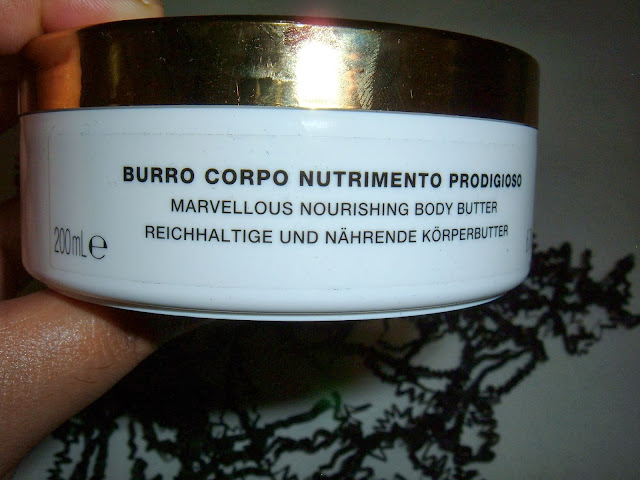 BURRO CORPO NUTRIMENTO PRODIGIOSO
MARVELLOUS NOURISHING BODY BUTTER
REICHHALTIGE UND NÄHRENDE KÖRPERBUTTER
200mL e